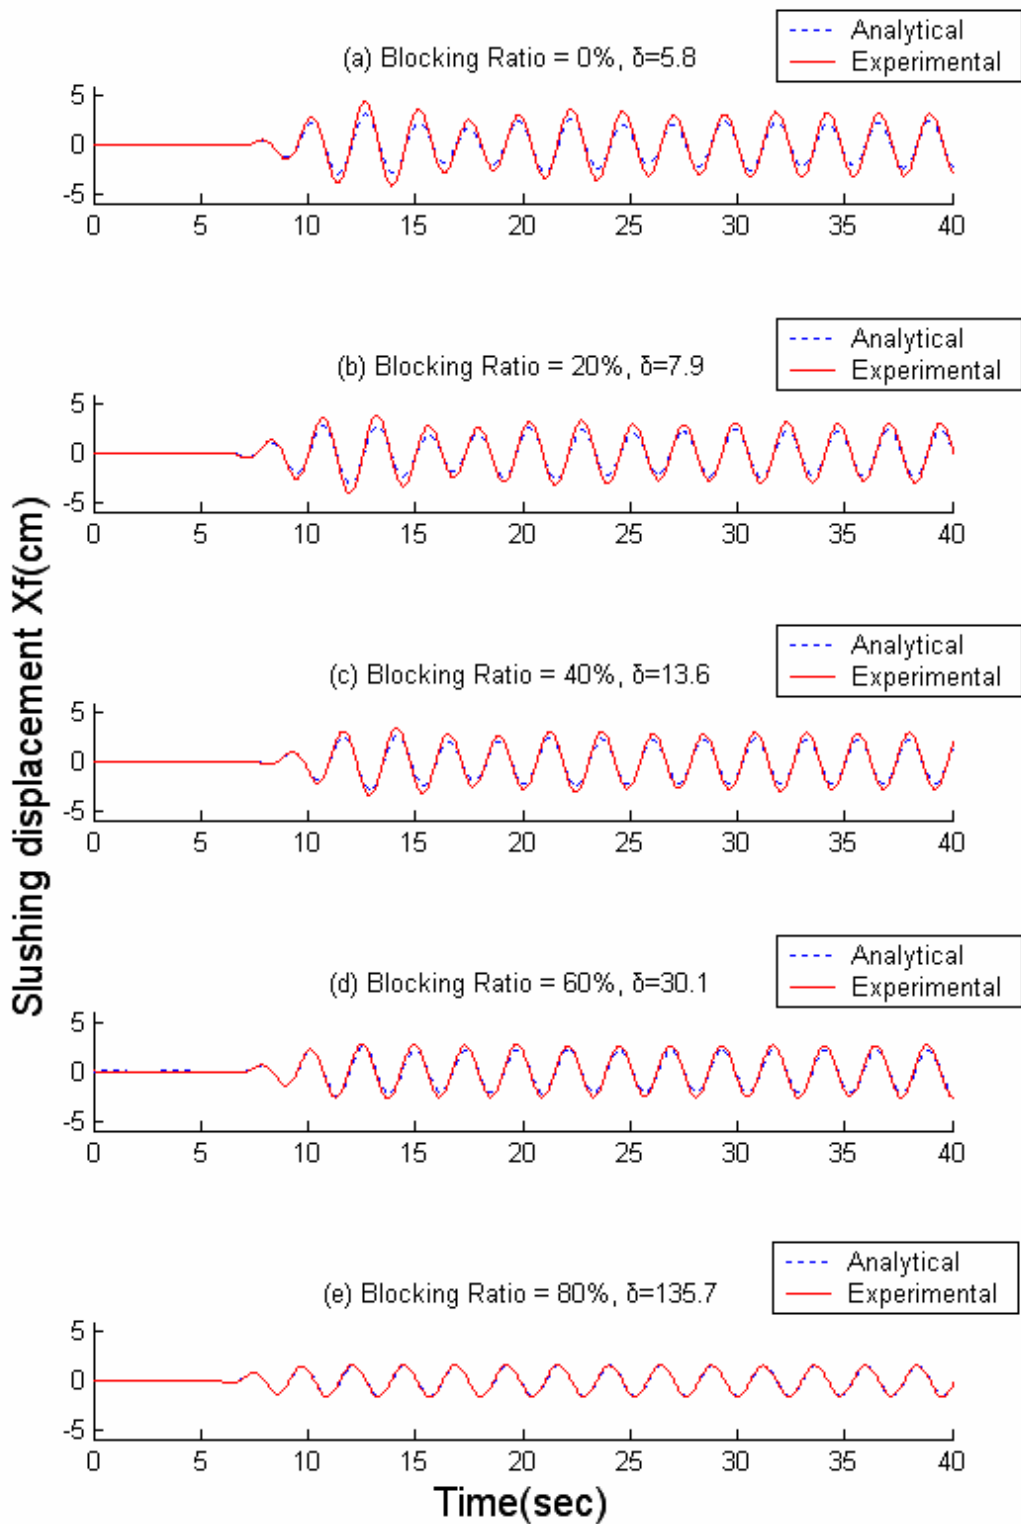 Analytical
Experimental
(a) Blocking Ratio = 0%, δ=5.8
5
0
-5
0 5 10 15 20 25 30 35 40
Analytical
Experimental
(b) Blocking Ratio = 20%, δ=7.9
5
0
-5
0 5 10 15 20 25 30 35 40
Analytical
Experimental
(c) Blocking Ratio = 40%, δ=13.6
5
0
-5
0 5 10 15 20 25 30 35 40
Analytical
Experimental
(d) Blocking Ratio = 60%, δ=30.1
5
0
-5
0 5 10 15 20 25 30 35 40
Analytical
Experimental
(e) Blocking Ratio = 80%, δ=135.7
5
0
-5
0 5 10 15 20 25 30 35 40
Slushing displacement Xf(cm)
Time(sec)